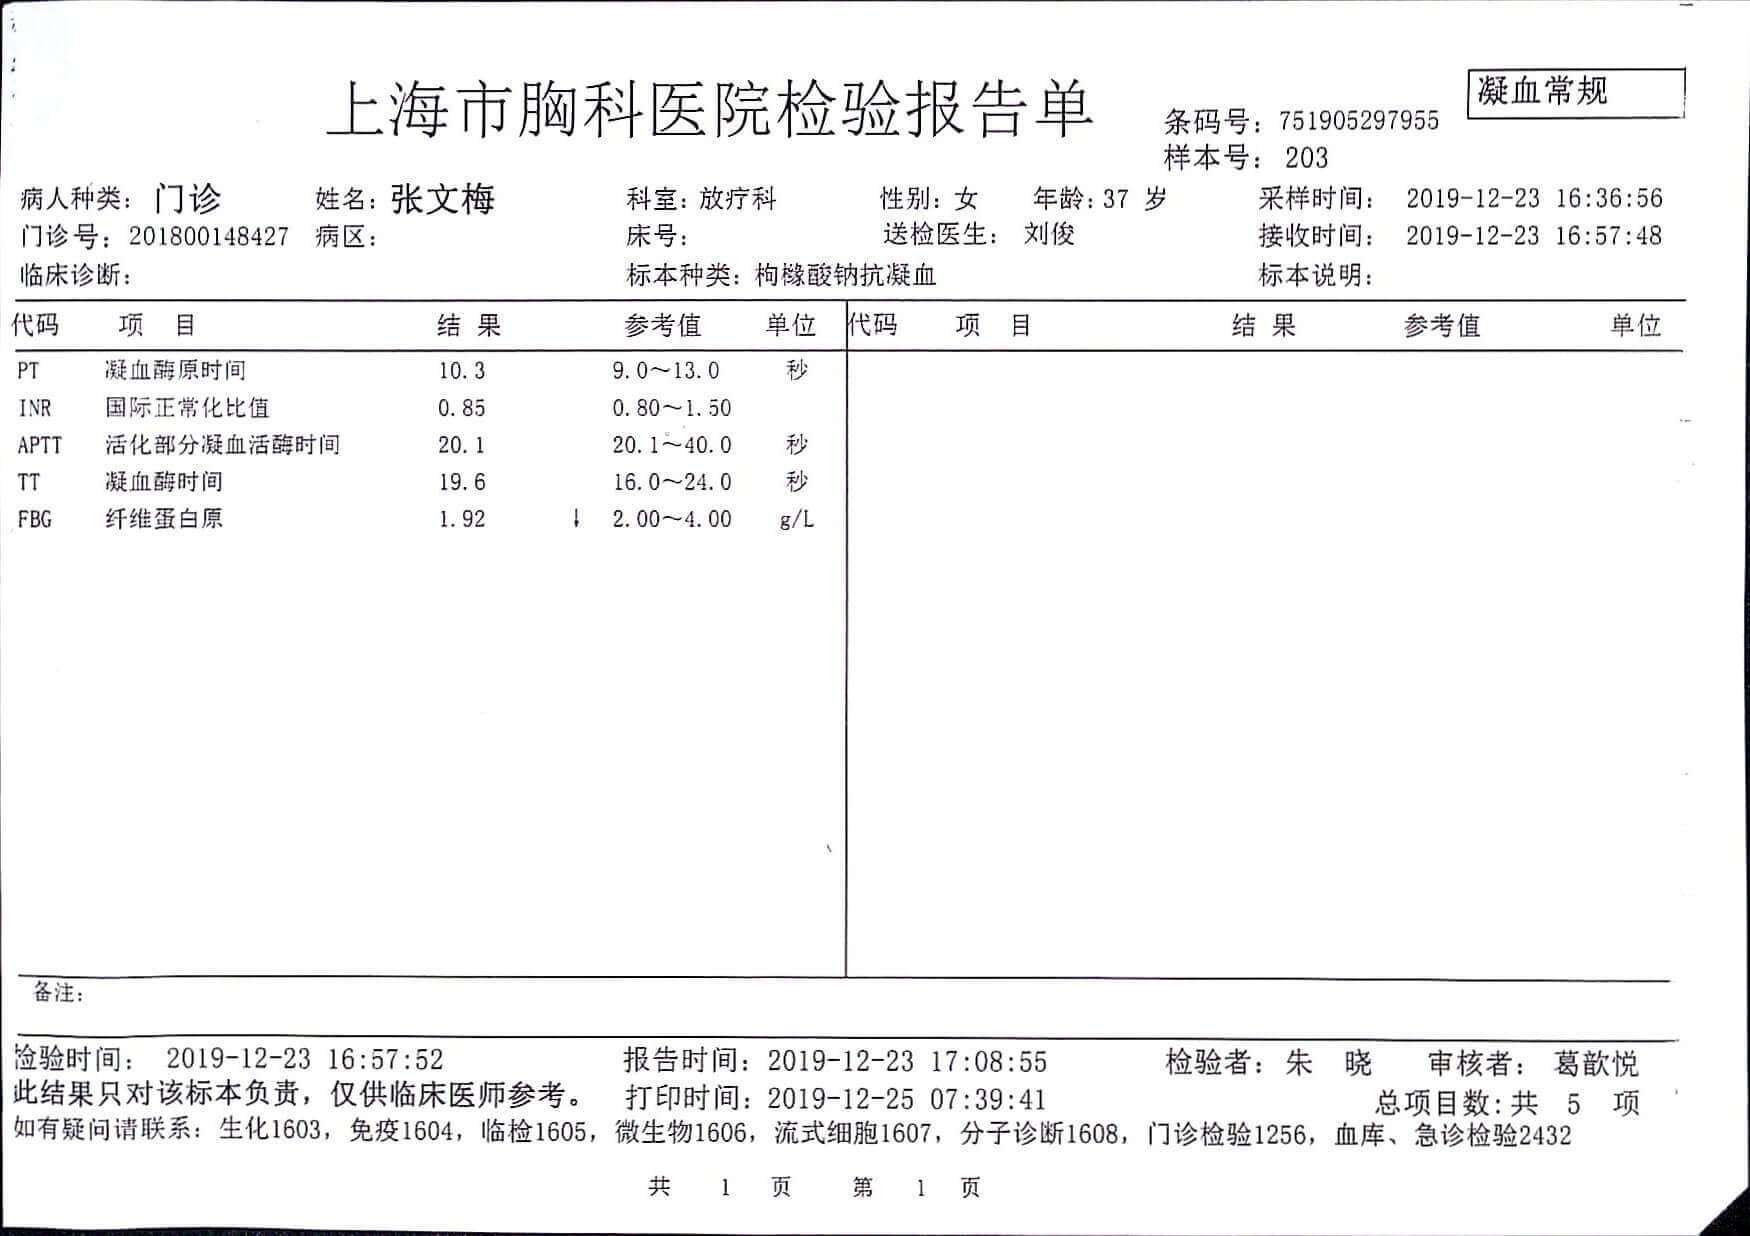 上海市胸科医院检验报告单
凝血常规
条码号：751905297955
样本号：203
病人种类：门诊 姓名：张文梅 科室：放疗科 性别：女 年龄：37 岁 采样时间：2019-12-23 16:36:56
门诊号：201800148427 病区： 床号： 送检医生：刘俊 接收时间：2019-12-23 16:57:48
临床诊断： 标本种类：枸橼酸钠抗凝血 标本说明：
代码 项 目 结 果 参考值 单位 代码 项 目 结 果 参考值 单位
PT 凝血酶原时间 10.3 9.0～13.0 秒
INR 国际正常化比值 0.85 0.80～1.50
APTT 活化部分凝血活酶时间 20.1 20.1～40.0 秒
TT 凝血酶时间 19.6 16.0～24.0 秒
FBG 纤维蛋白原 1.92 ↓ 2.00～4.00 g/L
备注：
检验时间：2019-12-23 16:57:52 报告时间：2019-12-23 17:08:55 检验者：朱 晓 审核者：葛歆悦
此结果只对该标本负责，仅供临床医师参考。 打印时间：2019-12-25 07:39:41 总项目数：共 5 项
如有疑问请联系：生化1603，免疫1604，临检1605，微生物1606，流式细胞1607，分子诊断1608，门诊检验1256，血库、急诊检验2432
共 1 页 第 1 页